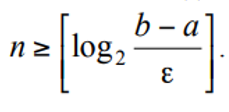 n ≥ [log₂ (b − a)/ε].